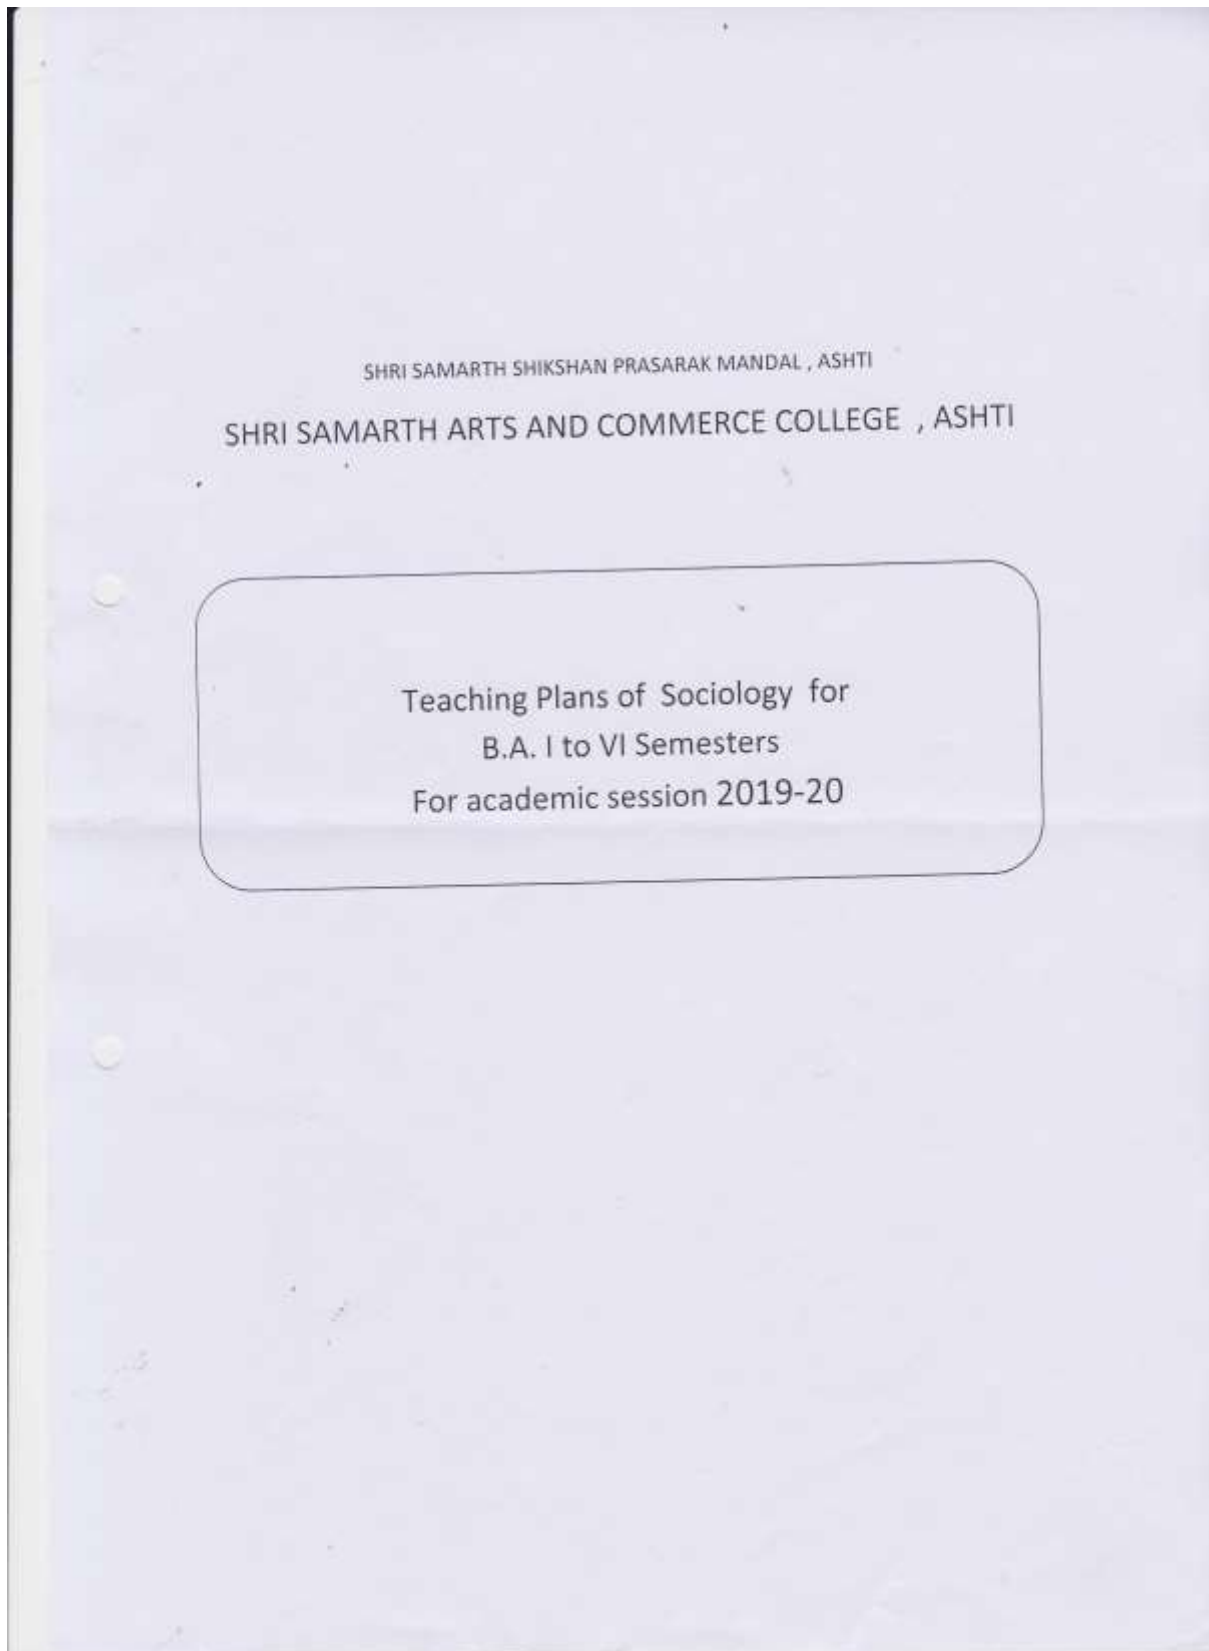 SHRI SAMARTH SHIKSHAN PRASARAK MANDAL , ASHTI
SHRI SAMARTH ARTS AND COMMERCE COLLEGE , ASHTI
Teaching Plans of Sociology for
B.A. I to VI Semesters
For academic session 2019-20